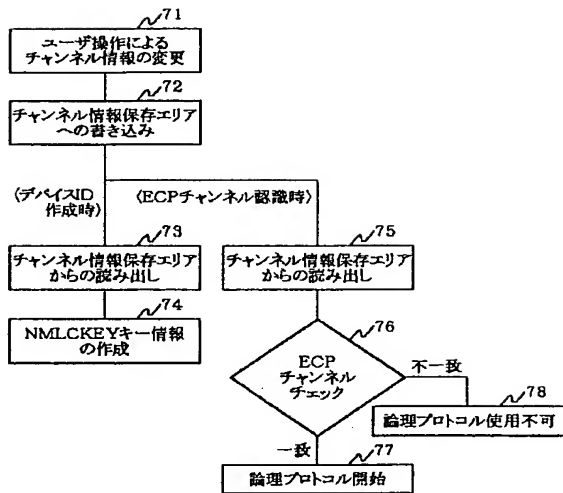 71
ユーザ操作による
チャンネル情報の変更
72
チャンネル情報保存エリア
への書き込み
〈デバイスID
作成時〉
〈ECPチャンネル認識時〉
73
チャンネル情報保存エリア
からの読み出し
75
チャンネル情報保存エリア
からの読み出し
74
NMLCKEYキー情報
の作成
76
ECP
チャンネル
チェック
不一致
78
論理プロトコル使用不可
一致
77
論理プロトコル開始